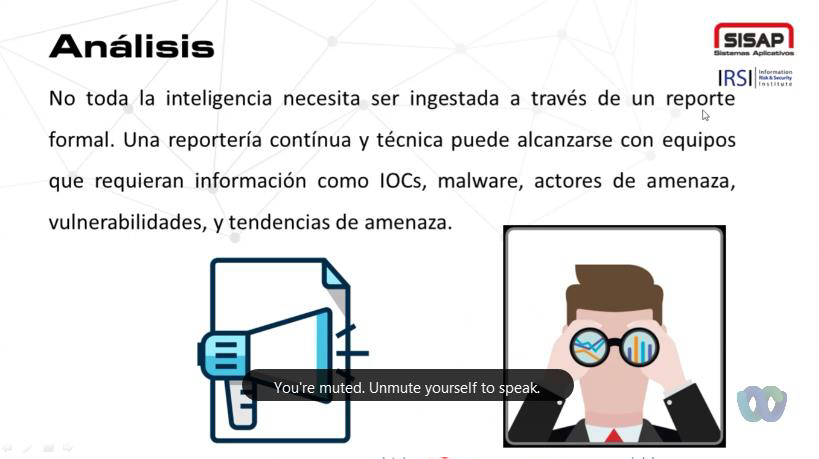 Análisis
SISAP
Sistemas Aplicativos
IRSI Information
Risk & Security
Institute
No toda la inteligencia necesita ser ingestada a través de un reporte
formal. Una reportería contínua y técnica puede alcanzarse con equipos
que requieran información como IOCs, malware, actores de amenaza,
vulnerabilidades, y tendencias de amenaza.
You're muted. Unmute yourself to speak.